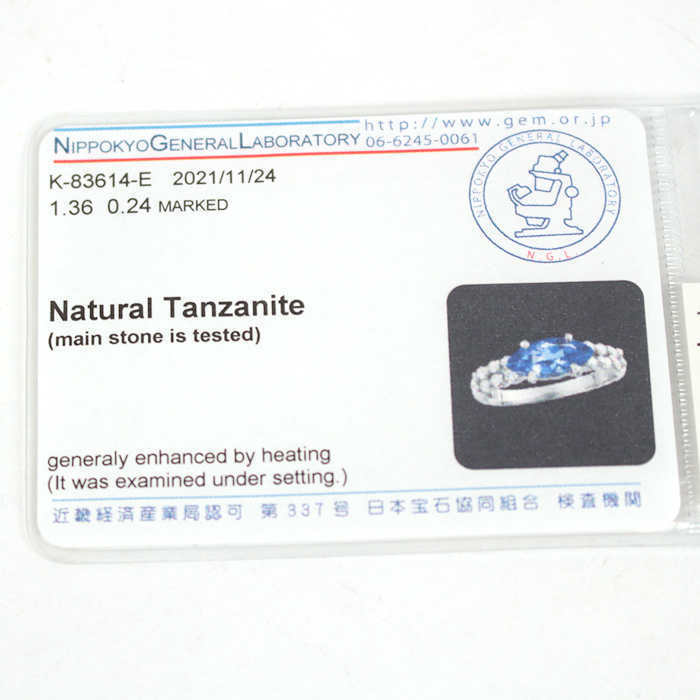 NIPPOKYO GENERAL LABORATORY
http://www.gem.or.jp
06-6245-0061
K-83614-E 2021/11/24
1.36 0.24 MARKED
NIPPOKYO GENERAL LABORATORY
N.G.L.
Natural Tanzanite
(main stone is tested)
generaly enhanced by heating
(It was examined under setting.)
近畿経済産業局認可 第337号 日本宝石協同組合 検査機関